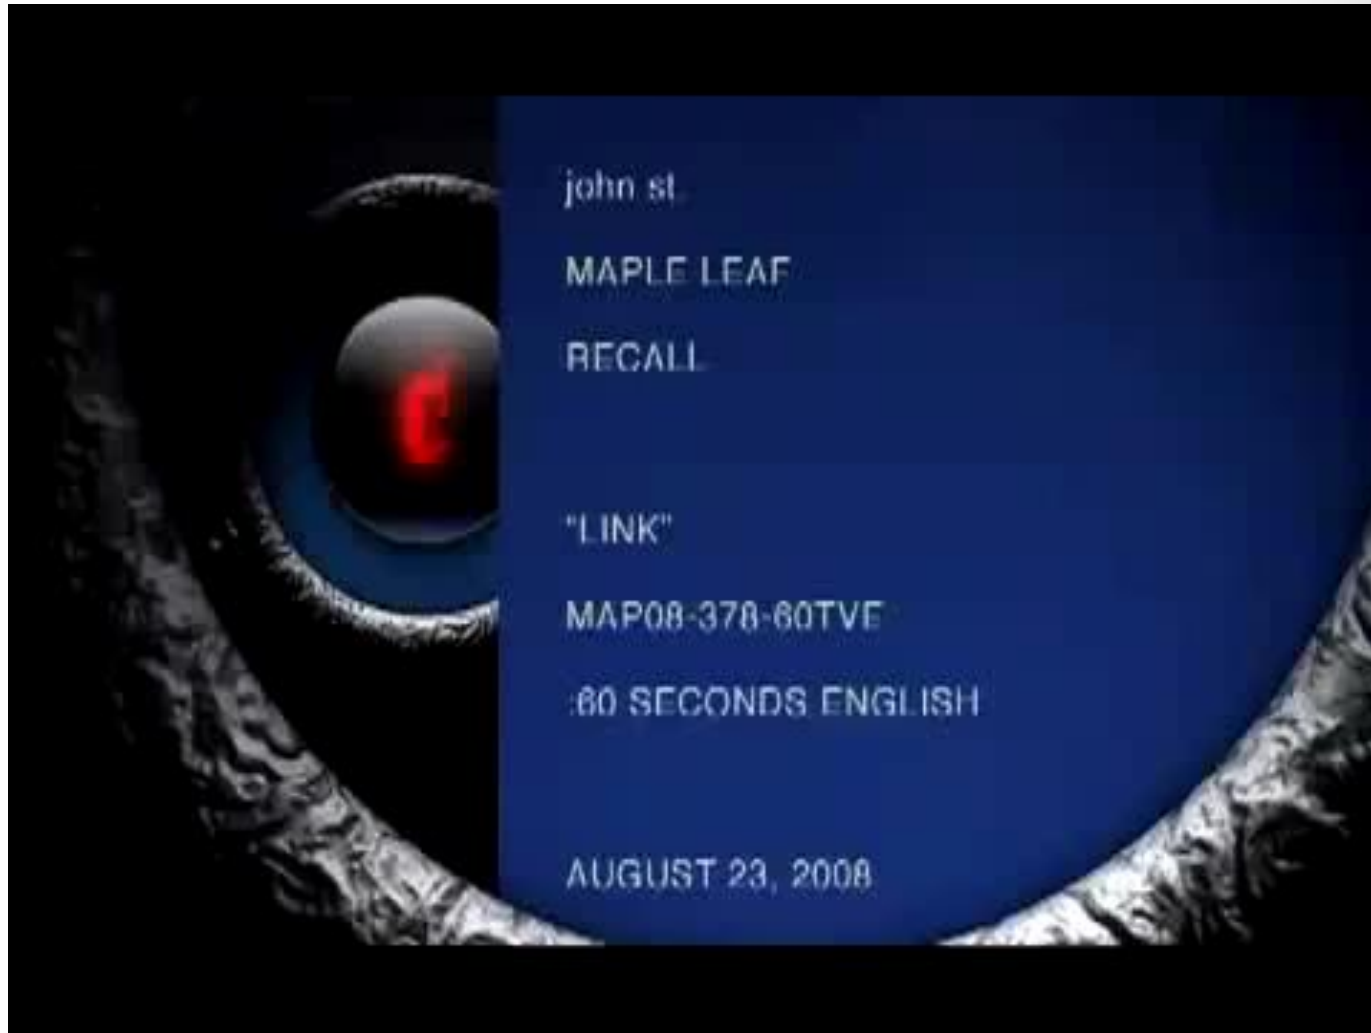 john st.
MAPLE LEAF
RECALL
"LINK"
MAP08-378-60TVE
:60 SECONDS ENGLISH
AUGUST 23, 2008